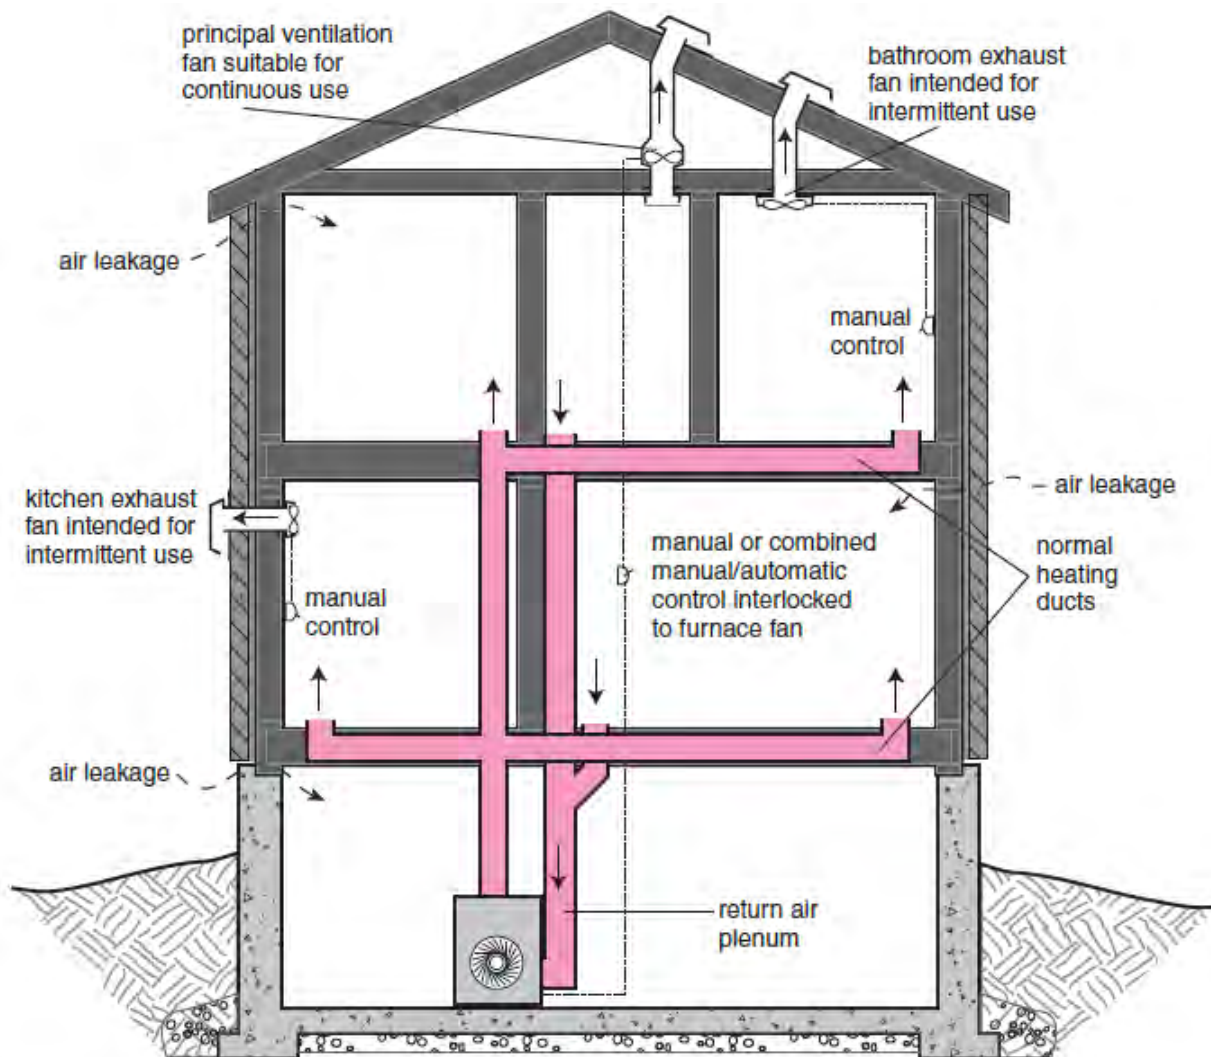 principal ventilation
fan suitable for
continuous use
bathroom exhaust
fan intended for
intermittent use
air leakage
manual
control
kitchen exhaust
fan intended for
intermittent use
air leakage
manual or combined
manual/automatic
control interlocked
to furnace fan
normal
heating
ducts
manual
control
air leakage
return air
plenum